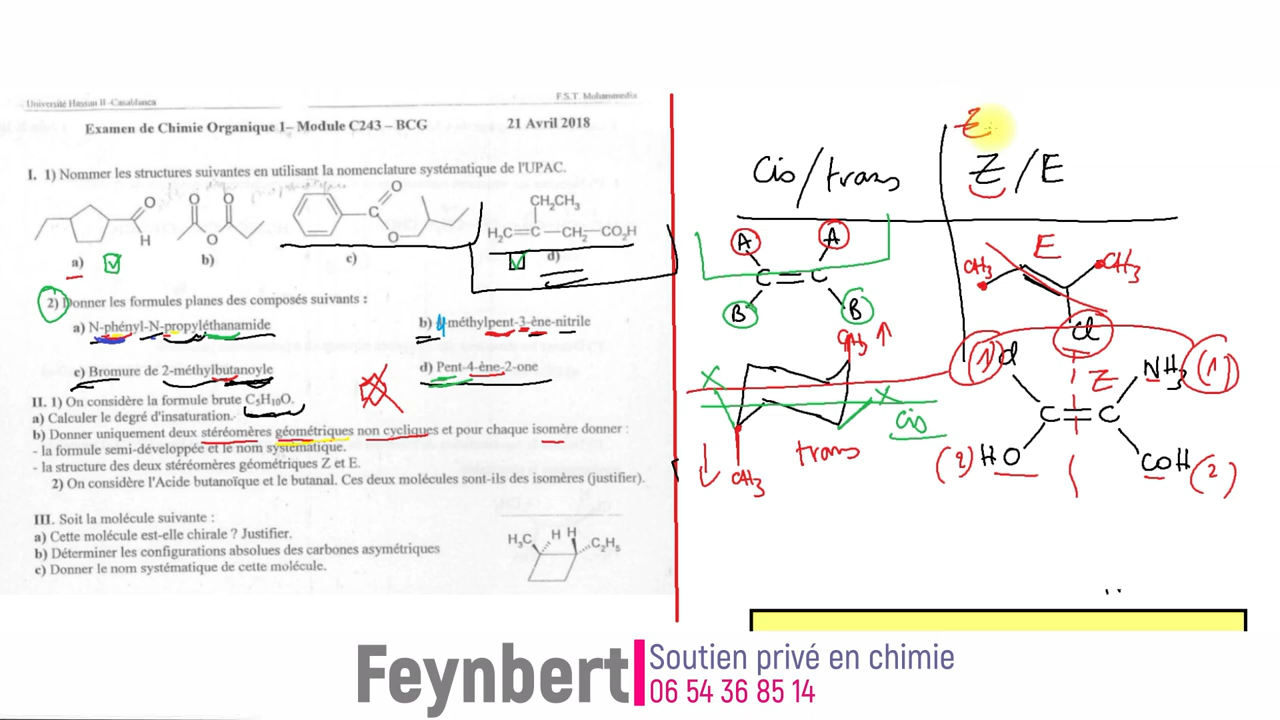 Université Hassan II -Casablanca
F.S.T. Mohammedia
Examen de Chimie Organique 1– Module C243 – BCG
21 Avril 2018
I. 1) Nommer les structures suivantes en utilisant la nomenclature systématique de l'UPAC.
O
H
O O
O
O
C
O
CH₂CH₃
H₂C=C—CH₂—CO₂H
a)
b)
c)
d)
2) Donner les formules planes des composés suivants :
a) N-phényl-N-propyléthanamide
b) 4-méthylpent-3-ène-nitrile
c) Bromure de 2-méthylbutanoyle
d) Pent-4-ène-2-one
II. 1) On considère la formule brute C₅H₁₀O.
a) Calculer le degré d'insaturation.
b) Donner uniquement deux stéréomères géométriques non cycliques et pour chaque isomère donner :
- la formule semi-développée et le nom systématique.
- la structure des deux stéréomères géométriques Z et E.
2) On considère l'Acide butanoïque et le butanal. Ces deux molécules sont-ils des isomères (justifier).
III. Soit la molécule suivante :
a) Cette molécule est-elle chirale ? Justifier.
b) Déterminer les configurations absolues des carbones asymétriques
c) Donner le nom systématique de cette molécule.
H₃C H H C₂H₅
Z
Cis/trans
Z/E
A A
C=C
B B
E
CH₃ CH₃
Cl
CH₃
X X
cis
trans
CH₃
(1) Cl Z NH₃ (1)
C=C
(2) HO COH (2)
Feynbert
Soutien privé en chimie
06 54 36 85 14